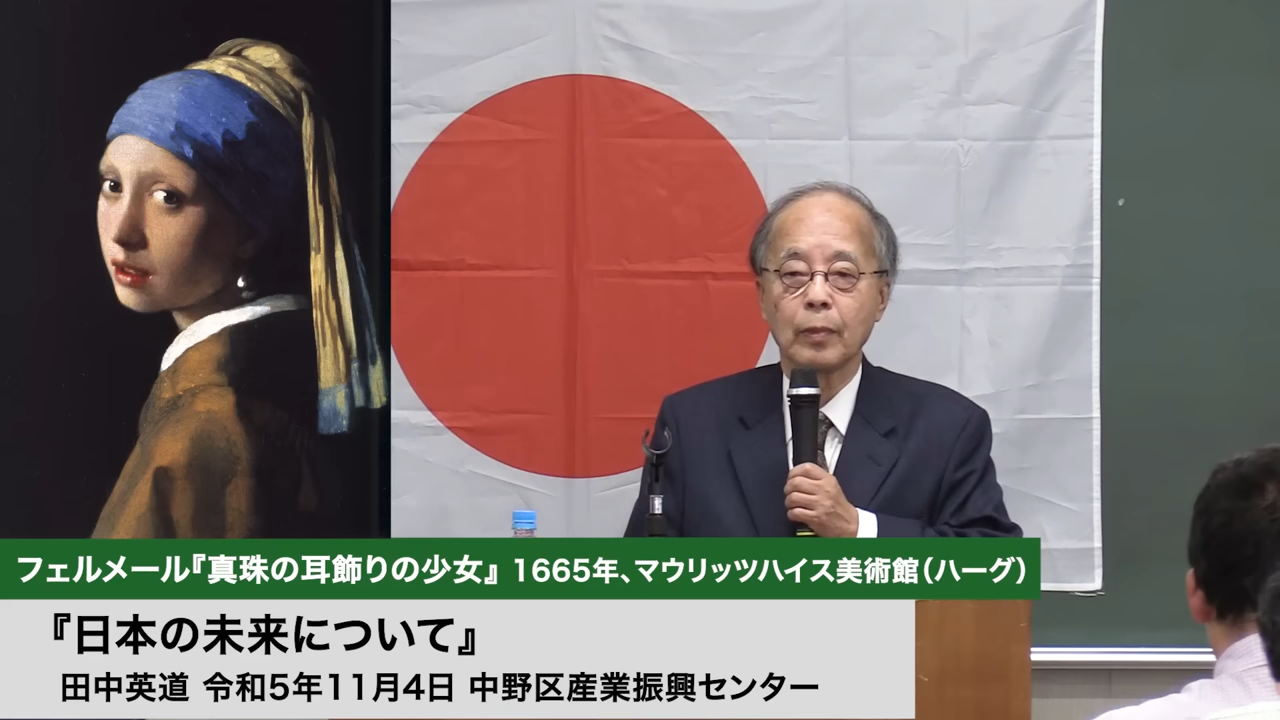 フェルメール『真珠の耳飾りの少女』 1665年、マウリッツハイス美術館（ハーグ）
『日本の未来について』
田中英道 令和5年11月4日 中野区産業振興センター